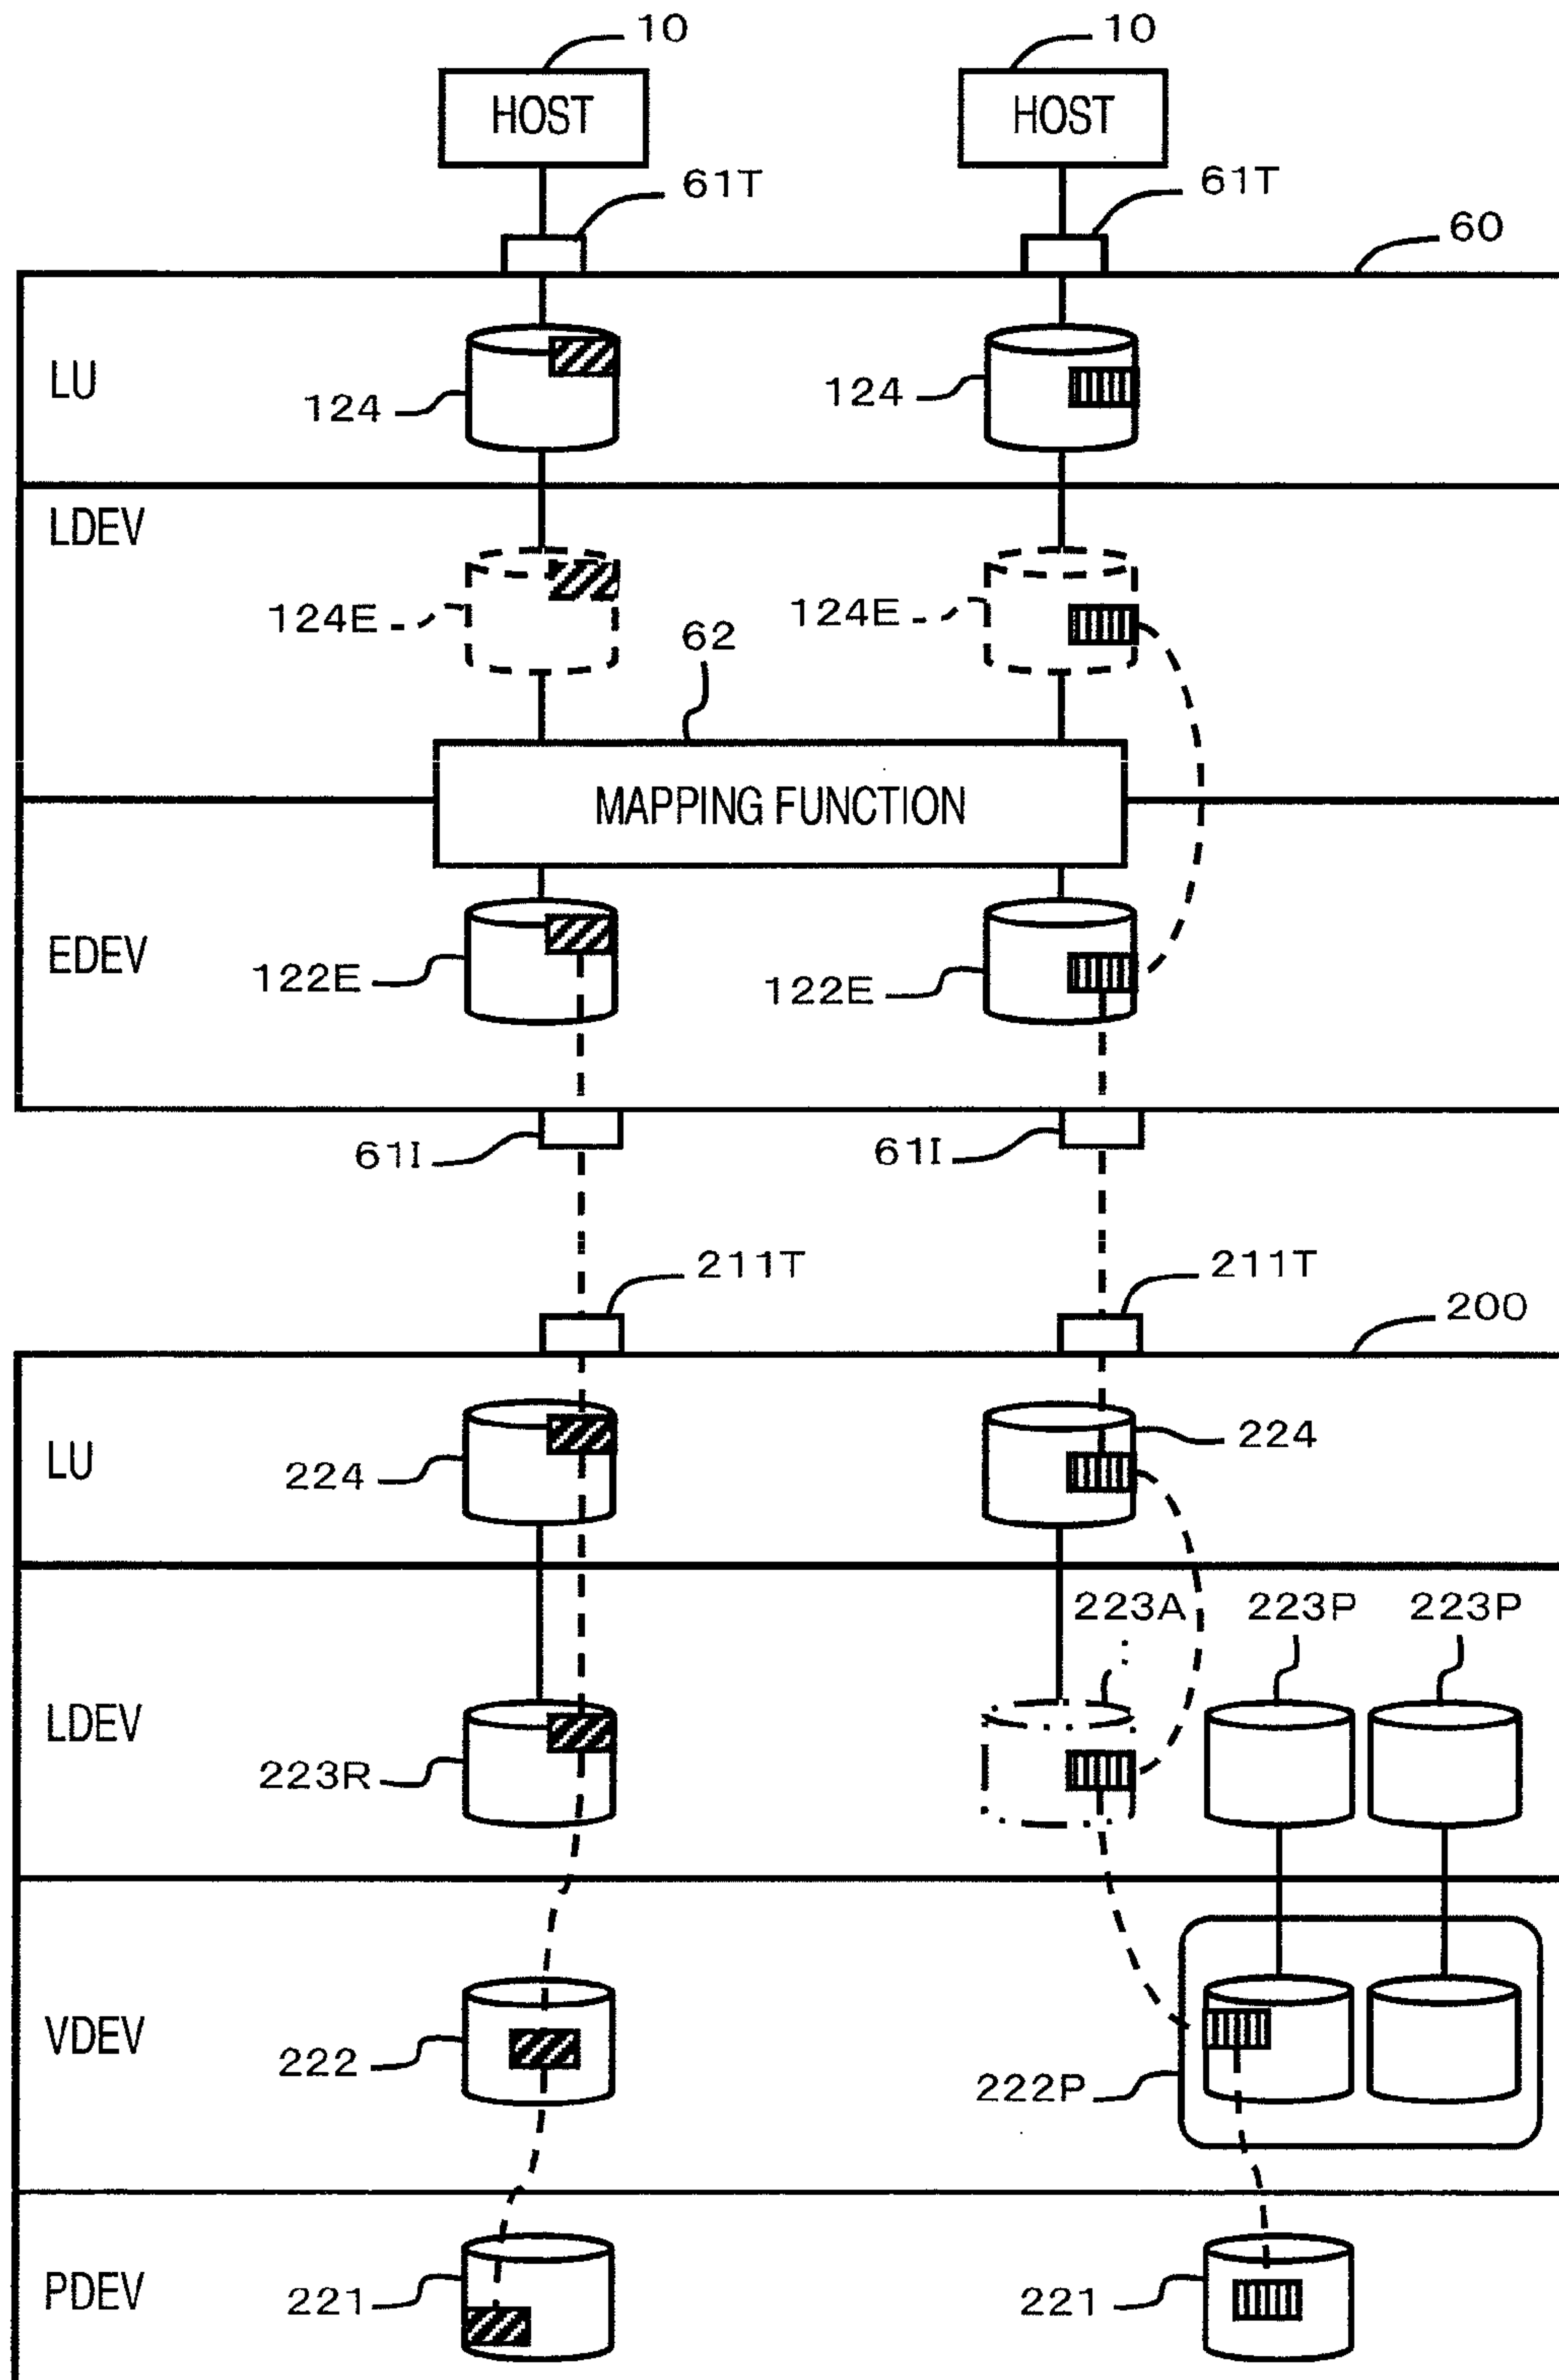 10 10
HOST HOST
61T 61T
60
LU 124 124
LDEV
124E 124E
62
MAPPING FUNCTION
EDEV 122E 122E
61I 61I
211T 211T
200
LU 224 224
223A 223P 223P
LDEV
223R
VDEV 222 222P
PDEV 221 221